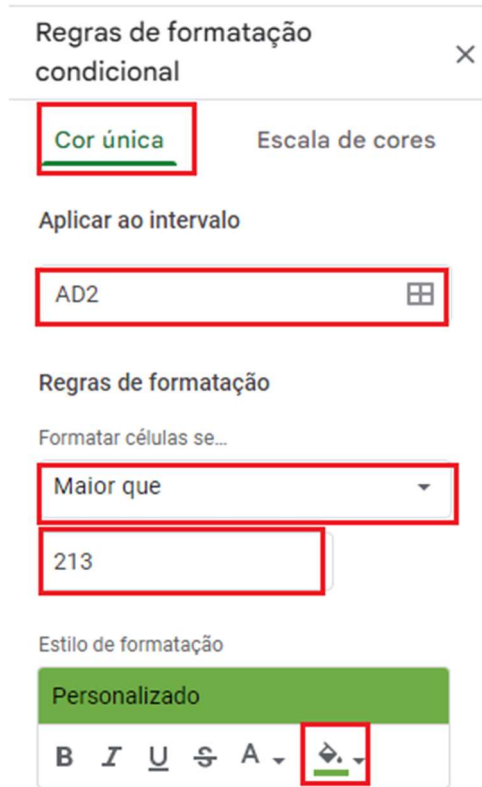 Regras de formatação
condicional
Cor única Escala de cores
Aplicar ao intervalo
AD2
Regras de formatação
Formatar células se...
Maior que
213
Estilo de formatação
Personalizado
B I U S A